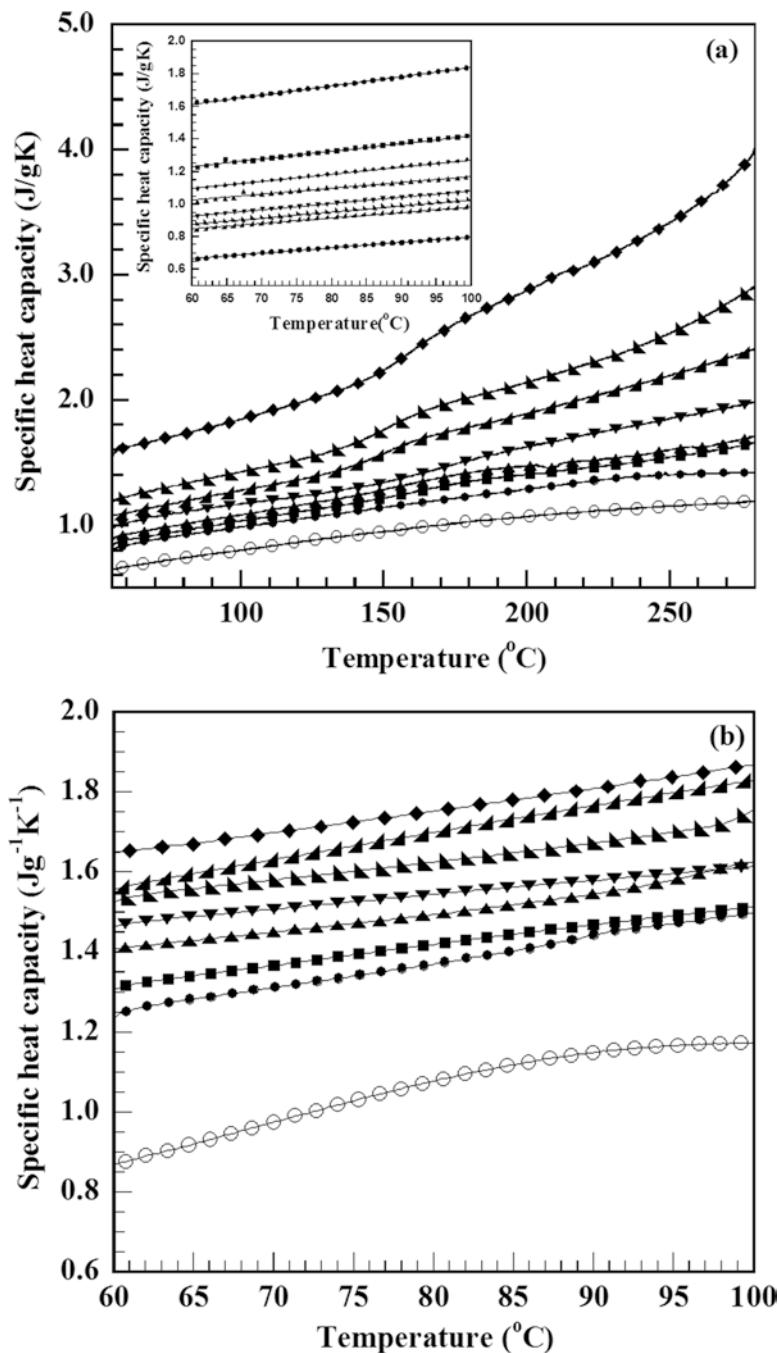 (a)
Specific heat capacity (J/gK)
5.0
4.0
3.0
2.0
1.0
Specific heat capacity (J/gK)
2.0
1.8
1.6
1.4
1.2
1.0
0.8
0.6
60 65 70 75 80 85 90 95 100
Temperature(°C)
100 150 200 250
Temperature (°C)
(b)
Specific heat capacity (Jg⁻¹K⁻¹)
2.0
1.8
1.6
1.4
1.2
1.0
0.8
0.6
60 65 70 75 80 85 90 95 100
Temperature (°C)